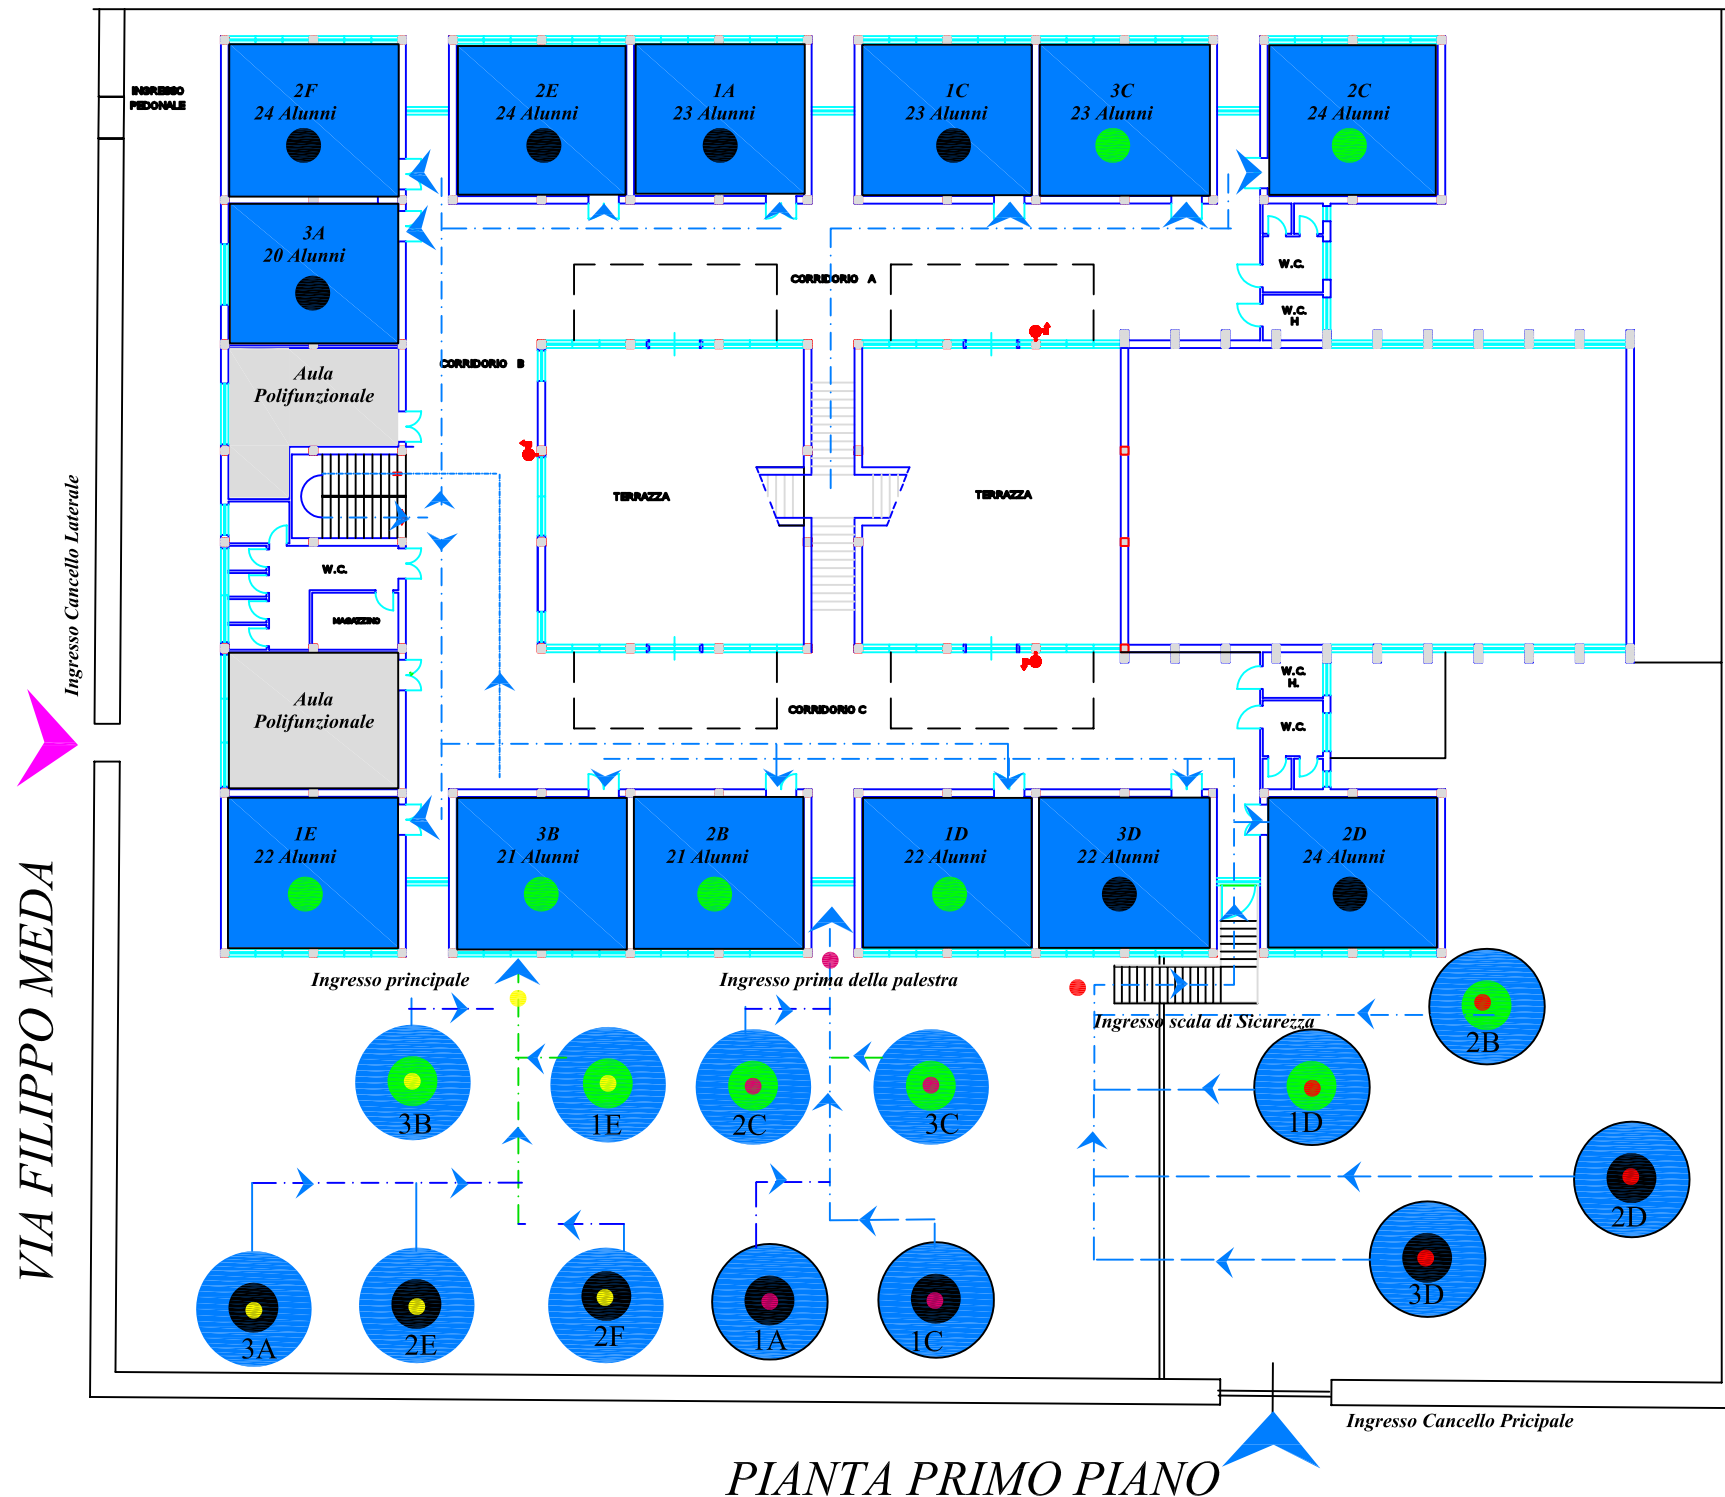 INGRESSO
PEDONALE
2F
24 Alunni
2E
24 Alunni
1A
23 Alunni
1C
23 Alunni
3C
23 Alunni
2C
24 Alunni
3A
20 Alunni
W.C.
W.C.
H
CORRIDORIO A
CORRIDORIO B
Aula
Polifunzionale
TERRAZZA
TERRAZZA
Ingresso Cancello Laterale
W.C.
MAGAZZINO
W.C.
H.
W.C.
Aula
Polifunzionale
CORRIDORIO C
1E
22 Alunni
3B
21 Alunni
2B
21 Alunni
1D
22 Alunni
3D
22 Alunni
2D
24 Alunni
VIA FILIPPO MEDA
Ingresso principale
Ingresso prima della palestra
Ingresso scala di Sicurezza
2B
3B
1E
2C
3C
1D
2D
3D
3A
2E
2F
1A
1C
Ingresso Cancello Pricipale
PIANTA PRIMO PIANO